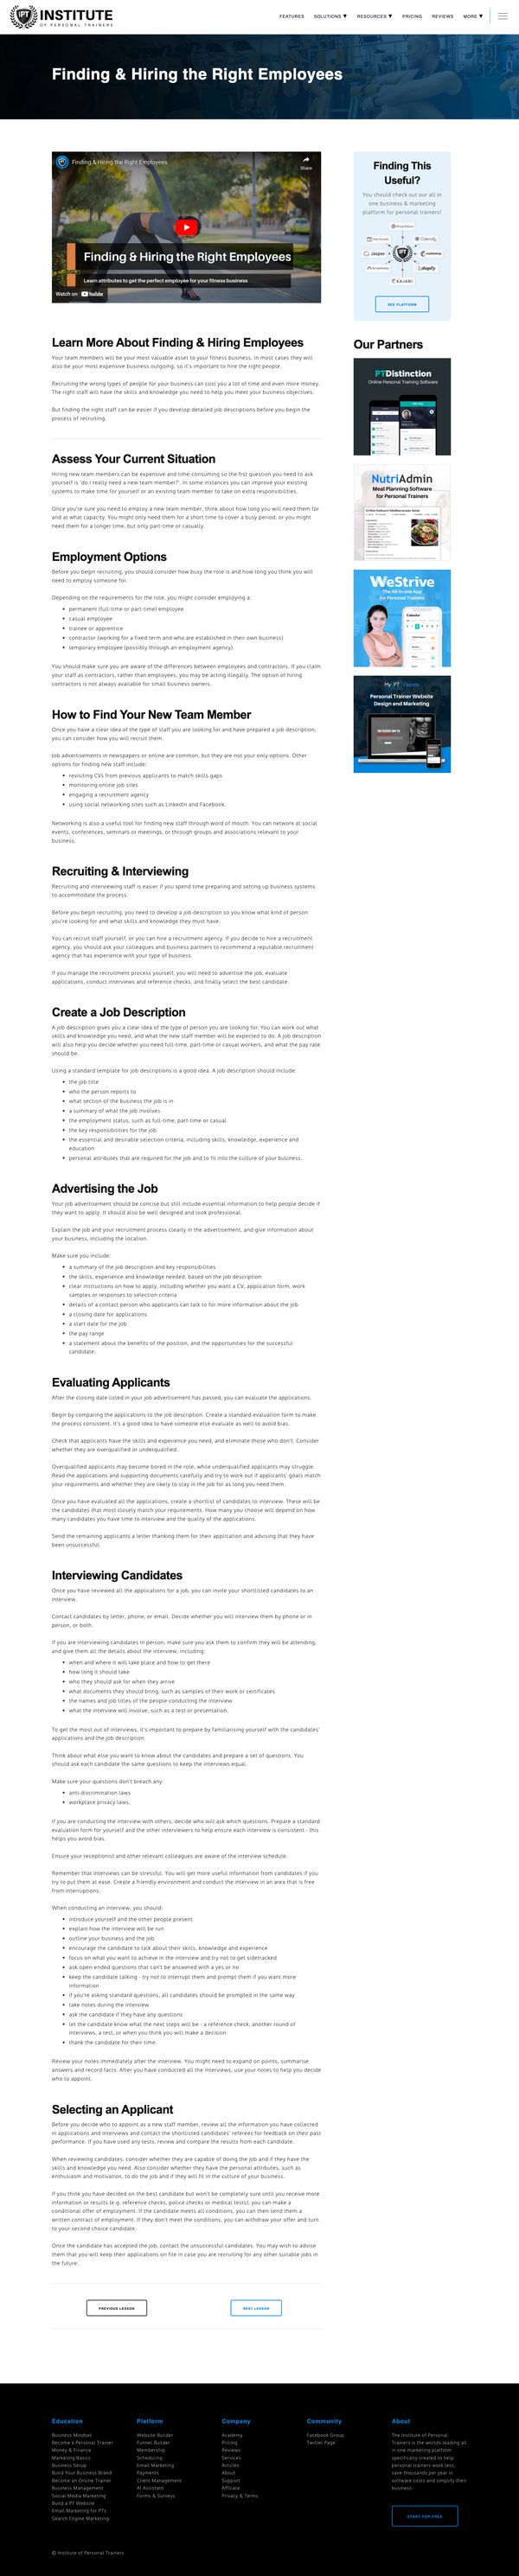 IPT
INSTITUTE
OF PERSONAL TRAINERS
FEATURES SOLUTIONS ▼ RESOURCES ▼ PRICING REVIEWS MORE ▼
Finding & Hiring the Right Employees
Finding & Hiring the Right Employees
Share
Finding & Hiring the Right Employees
Learn attributes to get the perfect employee for your fitness business
Watch on YouTube
Learn More About Finding & Hiring Employees
Your team members will be your most valuable asset to your fitness business. In most cases they will
also be your most expensive business outgoing, so it's important to hire the right people.
Recruiting the wrong types of people for your business can cost you a lot of time and even more money.
The right staff will have the skills and knowledge you need to help you meet your business objectives.
But finding the right staff can be easier if you develop detailed job descriptions before you begin the
process of recruiting.
Assess Your Current Situation
Hiring new team members can be expensive and time-consuming so the first question you need to ask
yourself is 'do I really need a new team member?'. In some instances you can improve your existing
systems to make time for yourself or an existing team member to take on extra responsibilities.
Once you're sure you need to employ a new team member, think about how long you will need them for
and at what capacity. You might only need them for a short time to cover a busy period, or you might
need them for a longer time, but only part-time or casually.
Employment Options
Before you begin recruiting, you should consider how busy the role is and how long you think you will
need to employ someone for.
Depending on the requirements for the role, you might consider employing a:
• permanent (full-time or part-time) employee
• casual employee
• trainee or apprentice
• contractor (working for a fixed term and who are established in their own business)
• temporary employee (possibly through an employment agency).
You should make sure you are aware of the differences between employees and contractors. If you claim
your staff as contractors, rather than employees, you may be acting illegally. The option of hiring
contractors is not always available for small business owners.
How to Find Your New Team Member
Once you have a clear idea of the type of staff you are looking for and have prepared a job description,
you can consider how you will recruit them.
Job advertisements in newspapers or online are common, but they are not your only options. Other
options for finding new staff include:
• revisiting CVs from previous applicants to match skills gaps
• monitoring online job sites
• engaging a recruitment agency
• using social networking sites such as LinkedIn and Facebook.
Networking is also a useful tool for finding new staff through word of mouth. You can network at social
events, conferences, seminars or meetings, or through groups and associations relevant to your
business.
Recruiting & Interviewing
Recruiting and interviewing staff is easier if you spend time preparing and setting up business systems
to accommodate the process.
Before you begin recruiting, you need to develop a job description so you know what kind of person
you're looking for and what skills and knowledge they must have.
You can recruit staff yourself, or you can hire a recruitment agency. If you decide to hire a recruitment
agency, you should ask your colleagues and business partners to recommend a reputable recruitment
agency that has experience with your type of business.
If you manage the recruitment process yourself, you will need to advertise the job, evaluate
applications, conduct interviews and reference checks, and finally select the best candidate.
Create a Job Description
A job description gives you a clear idea of the type of person you are looking for. You can work out what
skills and knowledge you need, and what the new staff member will be expected to do. A job description
will also help you decide whether you need full-time, part-time or casual workers, and what the pay rate
should be.
Using a standard template for job descriptions is a good idea. A job description should include:
• the job title
• who the person reports to
• what section of the business the job is in
• a summary of what the job involves
• the employment status, such as full-time, part-time or casual
• the key responsibilities for the job
• the essential and desirable selection criteria, including skills, knowledge, experience and
education
• personal attributes that are required for the job and to fit into the culture of your business.
Advertising the Job
Your job advertisement should be concise but still include essential information to help people decide if
they want to apply. It should also be well designed and look professional.
Explain the job and your recruitment process clearly in the advertisement, and give information about
your business, including the location.
Make sure you include:
• a summary of the job description and key responsibilities
• the skills, experience and knowledge needed, based on the job description
• clear instructions on how to apply, including whether you want a CV, application form, work
samples or responses to selection criteria
• details of a contact person who applicants can talk to for more information about the job
• a closing date for applications
• a start date for the job
• the pay range
• a statement about the benefits of the position, and the opportunities for the successful
candidate.
Evaluating Applicants
After the closing date listed in your job advertisement has passed, you can evaluate the applications.
Begin by comparing the applications to the job description. Create a standard evaluation form to make
the process consistent. It's a good idea to have someone else evaluate as well to avoid bias.
Check that applicants have the skills and experience you need, and eliminate those who don't. Consider
whether they are overqualified or underqualified.
Overqualified applicants may become bored in the role, while underqualified applicants may struggle.
Read the applications and supporting documents carefully and try to work out if applicants' goals match
your requirements and whether they are likely to stay in the job for as long you need them.
Once you have evaluated all the applications, create a shortlist of candidates to interview. These will be
the candidates that most closely match your requirements. How many you choose will depend on how
many candidates you have time to interview and the quality of the applications.
Send the remaining applicants a letter thanking them for their application and advising that they have
been unsuccessful.
Interviewing Candidates
Once you have reviewed all the applications for a job, you can invite your shortlisted candidates to an
interview.
Contact candidates by letter, phone, or email. Decide whether you will interview them by phone or in
person, or both.
If you are interviewing candidates in person, make sure you ask them to confirm they will be attending,
and give them all the details about the interview, including:
• when and where it will take place and how to get there
• how long it should take
• who they should ask for when they arrive
• what documents they should bring, such as samples of their work or certificates
• the names and job titles of the people conducting the interview
• what the interview will involve, such as a test or presentation.
To get the most out of interviews, it's important to prepare by familiarising yourself with the candidates'
applications and the job description.
Think about what else you want to know about the candidates and prepare a set of questions. You
should ask each candidate the same questions to keep the interviews equal.
Make sure your questions don't breach any:
• anti-discrimination laws
• workplace privacy laws.
If you are conducting the interview with others, decide who will ask which questions. Prepare a standard
evaluation form for yourself and the other interviewers to help ensure each interview is consistent - this
helps you avoid bias.
Ensure your receptionist and other relevant colleagues are aware of the interview schedule.
Remember that interviews can be stressful. You will get more useful information from candidates if you
try to put them at ease. Create a friendly environment and conduct the interview in an area that is free
from interruptions.
When conducting an interview, you should:
• introduce yourself and the other people present
• explain how the interview will be run
• outline your business and the job
• encourage the candidate to talk about their skills, knowledge and experience
• focus on what you want to achieve in the interview and try not to get sidetracked
• ask open-ended questions that can't be answered with a yes or no
• keep the candidate talking - try not to interrupt them and prompt them if you want more
information
• if you're asking standard questions, all candidates should be prompted in the same way
• take notes during the interview
• ask the candidate if they have any questions
• let the candidate know what the next steps will be - a reference check, another round of
interviews, a test, or when you think you will make a decision
• thank the candidate for their time.
Review your notes immediately after the interview. You might need to expand on points, summarise
answers and record facts. After you have conducted all the interviews, use your notes to help you decide
who to appoint.
Selecting an Applicant
Before you decide who to appoint as a new staff member, review all the information you have collected
in applications and interviews and contact the shortlisted candidates' referees for feedback on their past
performance. If you have used any tests, review and compare the results from each candidate.
When reviewing candidates, consider whether they are capable of doing the job and if they have the
skills and knowledge you need. Also consider whether they have the personal attributes, such as
enthusiasm and motivation, to do the job and if they will fit in the culture of your business.
If you think you have decided on the best candidate but won't be completely sure until you receive more
information or results (e.g. reference checks, police checks or medical tests), you can make a
conditional offer of employment. If the candidate meets all conditions, you can then send them a
written contract of employment. If they don't meet the conditions, you can withdraw your offer and turn
to your second choice candidate.
Once the candidate has accepted the job, contact the unsuccessful candidates. You may wish to advise
them that you will keep their applications on file in case you are recruiting for any other suitable jobs in
the future.
PREVIOUS LESSON
NEXT LESSON
Finding This
Useful?
You should check out our all in
one business & marketing
platform for personal trainers!
Calendly
Jasper
mailchimp
shopify
KAJABI
SEE PLATFORM
Our Partners
PTDistinction
Online Personal Training Software
NutriAdmin
Meal Planning Software
for Personal Trainers
WeStrive
The All in one App
for Personal Trainers
Calendar
My PT Website
Personal Trainer Website
Design and Marketing
Education
Business Mindset
Become a Personal Trainer
Money & Finance
Marketing Basics
Business Setup
Build Your Business Brand
Become an Online Trainer
Business Management
Social Media Marketing
Build a PT Website
Email Marketing for PTs
Search Engine Marketing
Platform
Website Builder
Funnel Builder
Membership
Scheduling
Email Marketing
Payments
Client Management
AI Assistant
Forms & Surveys
Company
Academy
Pricing
Reviews
Services
Articles
About
Support
Affiliate
Privacy & Terms
Community
Facebook Group
Twitter Page
About
The Institute of Personal
Trainers is the worlds leading all
in one marketing platform
specifically created to help
personal trainers work less,
save thousands per year in
software costs and simplify their
business.
START FOR FREE
© Institute of Personal Trainers